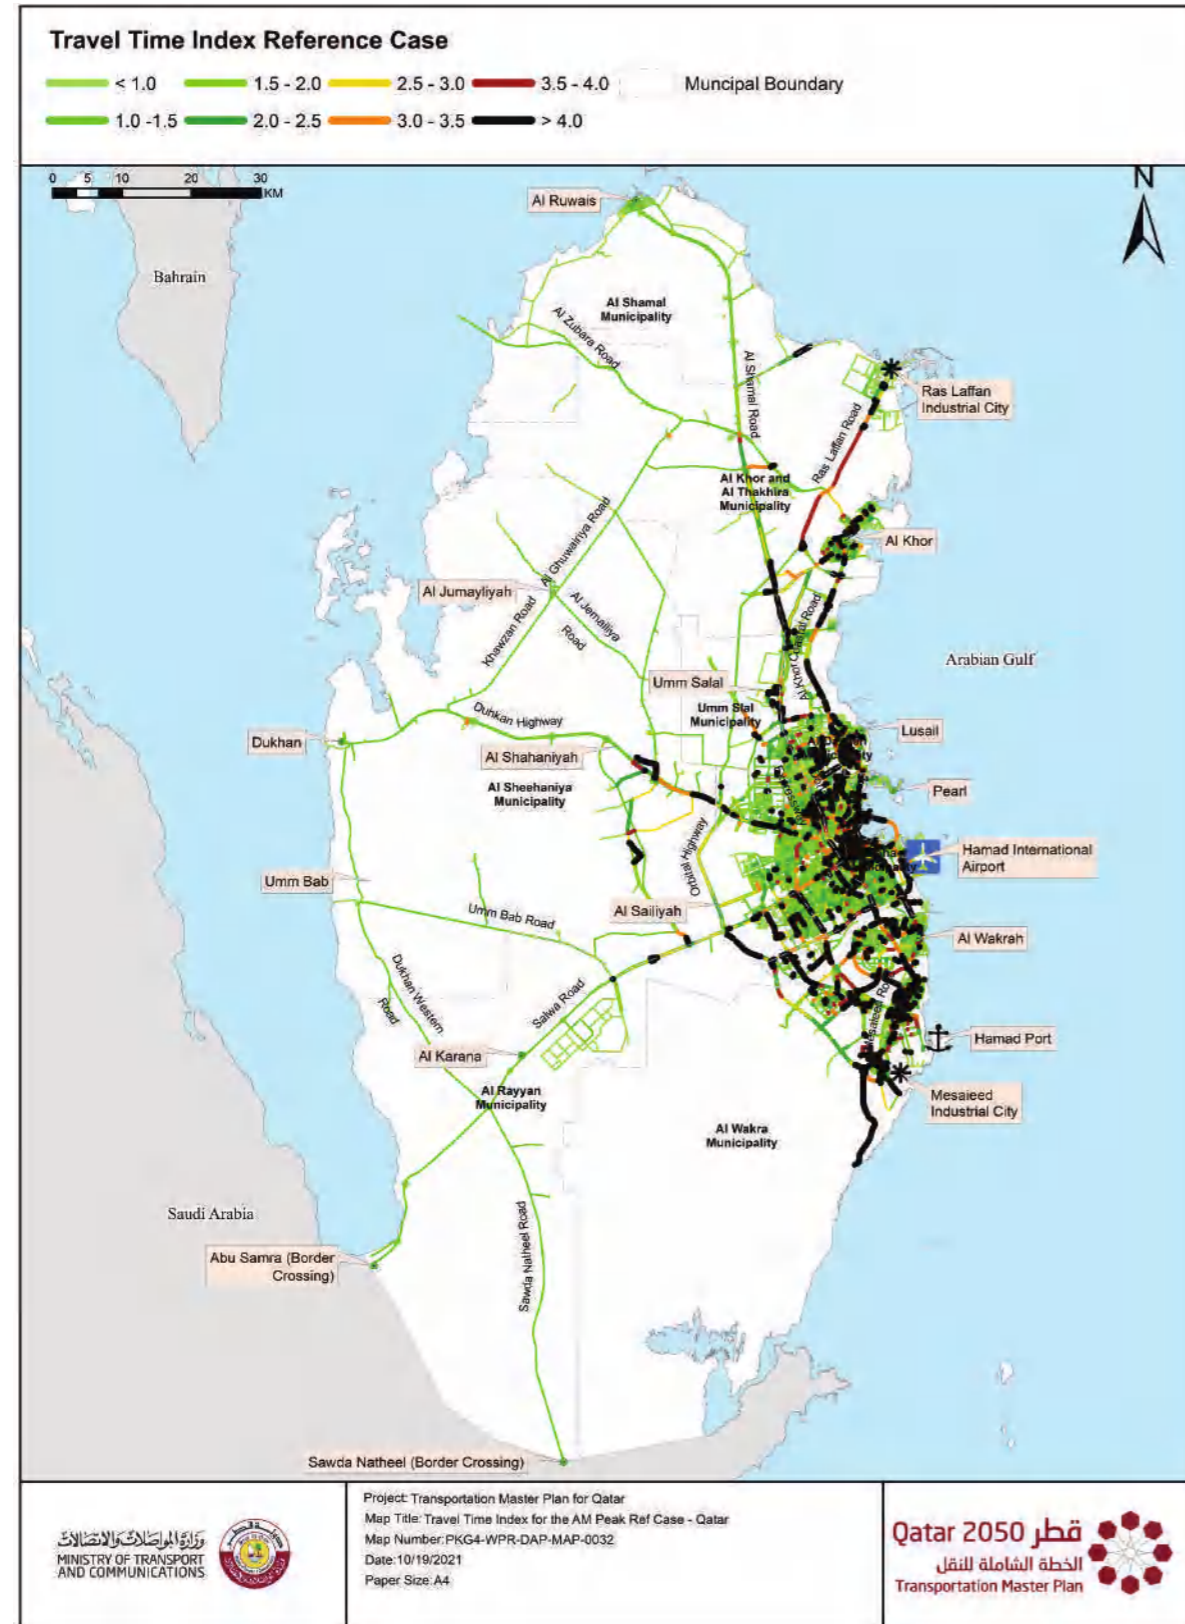 Travel Time Index Reference Case
< 1.0
1.5 - 2.0
2.5 - 3.0
3.5 - 4.0
Muncipal Boundary
1.0 -1.5
2.0 - 2.5
3.0 - 3.5
> 4.0
0 5 10 20 30
KM
N
Al Ruwais
Bahrain
Al Shamal
Municipality
Al Zubara Road
Al Shamal Road
Ras Laffan
Industrial City
Ras Laffan Road
Al Khor and
Al Thakhira
Municipality
Al Ghuwairiya Road
Al Khor
Al Jumayliyah
Al Jemailiya
Road
Khawzan Road
Al Khor Coastal Road
Arabian Gulf
Umm Salal
Umm Slal
Municipality
Duhkan Highway
Lusail
Dukhan
Al Shahaniyah
Al Sheehaniya
Municipality
Pearl
Orbital Highway
Hamad International
Airport
Umm Bab
Al Sailiyah
Umm Bab Road
Al Wakrah
Dukhan Western
Road
Salwa Road
Mesaieed Road
Hamad Port
Al Karana
Al Rayyan
Municipality
Mesaieed
Industrial City
Al Wakra
Municipality
Saudi Arabia
Sawda Natheel Road
Abu Samra (Border
Crossing)
Sawda Natheel (Border Crossing)
وزارة المواصلات والاتصالات
MINISTRY OF TRANSPORT
AND COMMUNICATIONS
Project: Transportation Master Plan for Qatar
Map Title: Travel Time Index for the AM Peak Ref Case - Qatar
Map Number:PKG4-WPR-DAP-MAP-0032
Date:10/19/2021
Paper Size:A4
Qatar 2050 قطر
الخطة الشاملة للنقل
Transportation Master Plan